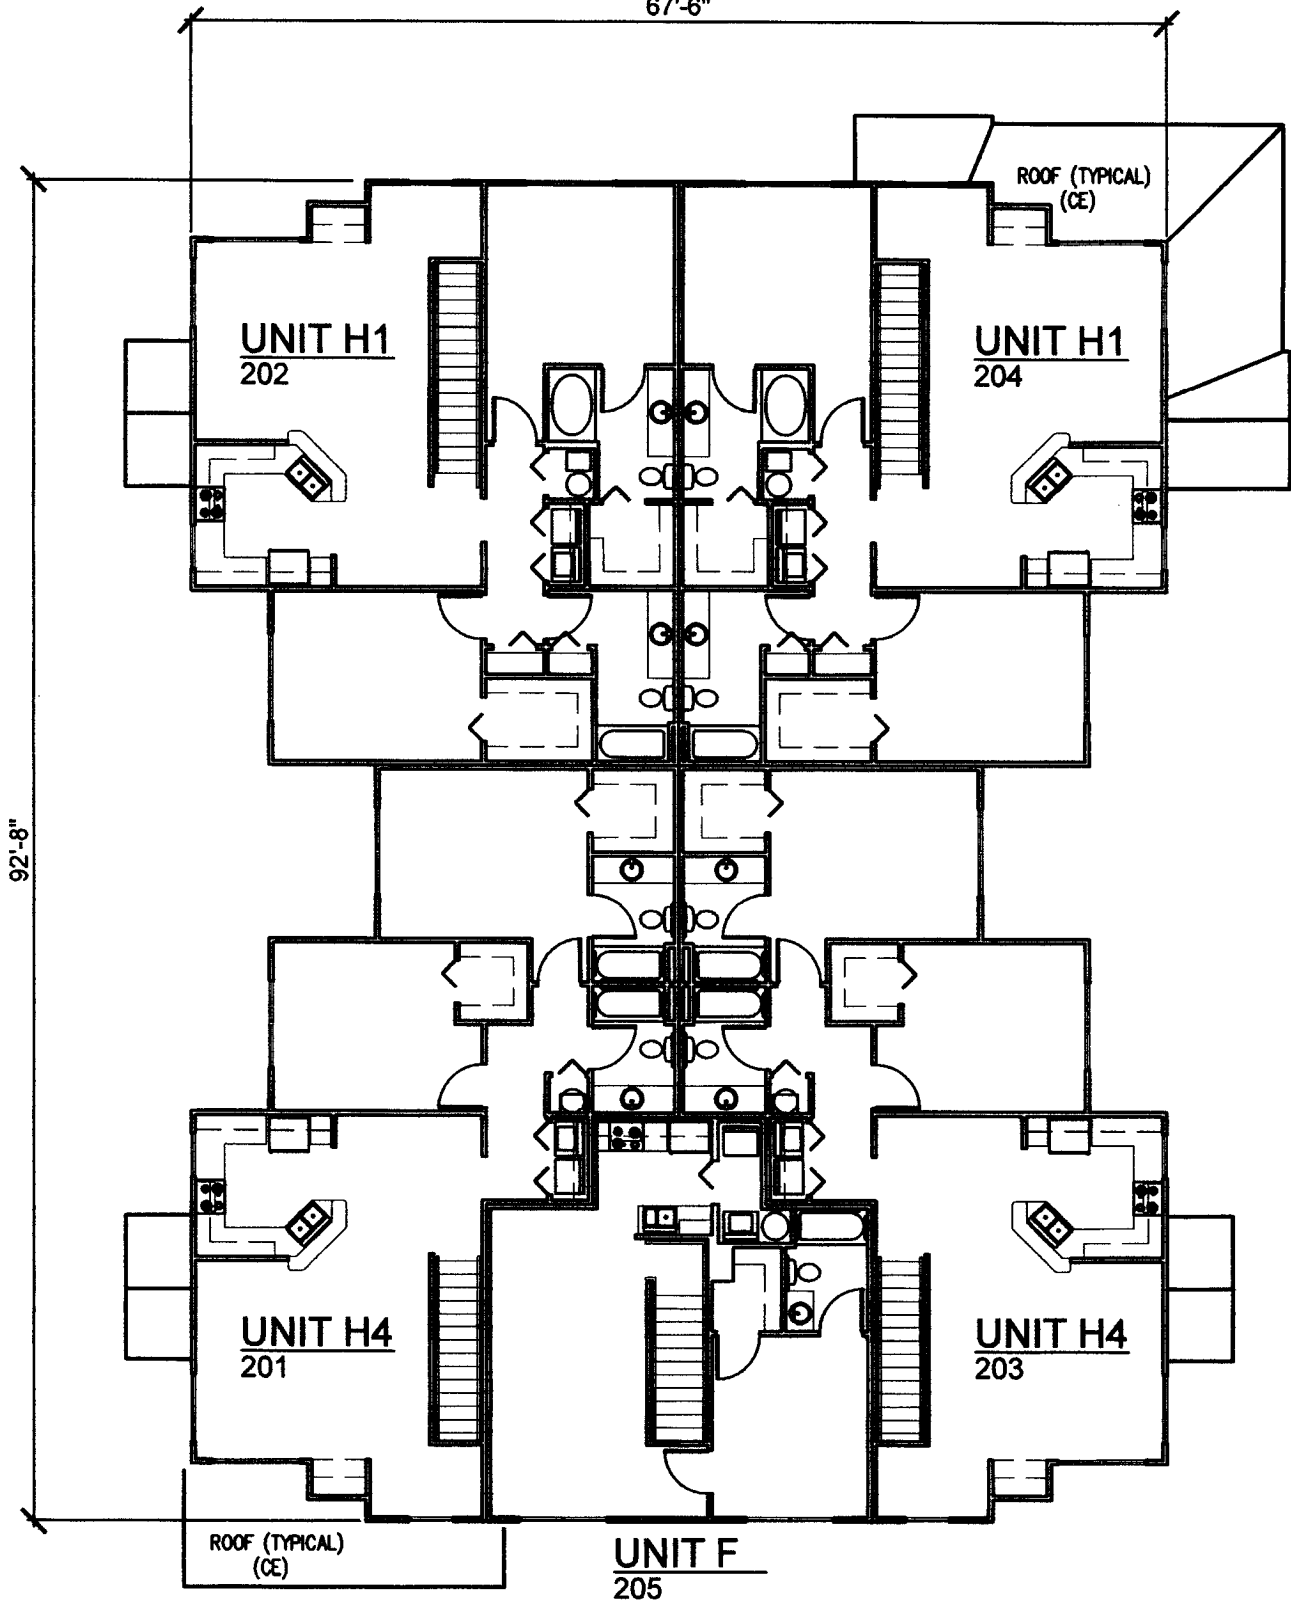 67'-6"
ROOF (TYPICAL)
(CE)
UNIT H1
202
UNIT H1
204
92'-8"
UNIT H4
201
UNIT H4
203
ROOF (TYPICAL)
(CE)
UNIT F
205